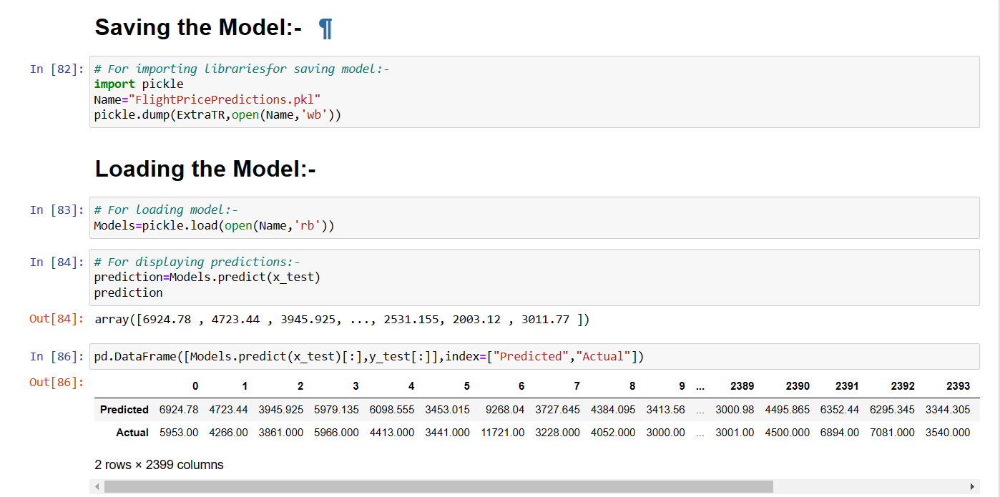 Saving the Model:- ¶
In [82]: # For importing librariesfor saving model:-
import pickle
Name="FlightPricePredictions.pkl"
pickle.dump(ExtraTR,open(Name,'wb'))
Loading the Model:-
In [83]: # For loading model:-
Models=pickle.load(open(Name,'rb'))
In [84]: # For displaying predictions:-
prediction=Models.predict(x_test)
prediction
Out[84]: array([6924.78 , 4723.44 , 3945.925, ..., 2531.155, 2003.12 , 3011.77 ])
In [86]: pd.DataFrame([Models.predict(x_test)[:],y_test[:]],index=["Predicted","Actual"])
Out[86]:
0 1 2 3 4 5 6 7 8 9 ... 2389 2390 2391 2392 2393
Predicted 6924.78 4723.44 3945.925 5979.135 6098.555 3453.015 9268.04 3727.645 4384.095 3413.56 ... 3000.98 4495.865 6352.44 6295.345 3344.305
Actual 5953.00 4266.00 3861.000 5966.000 4413.000 3441.000 11721.00 3228.000 4052.000 3000.00 ... 3001.00 4500.000 6894.00 7081.000 3540.000
2 rows × 2399 columns